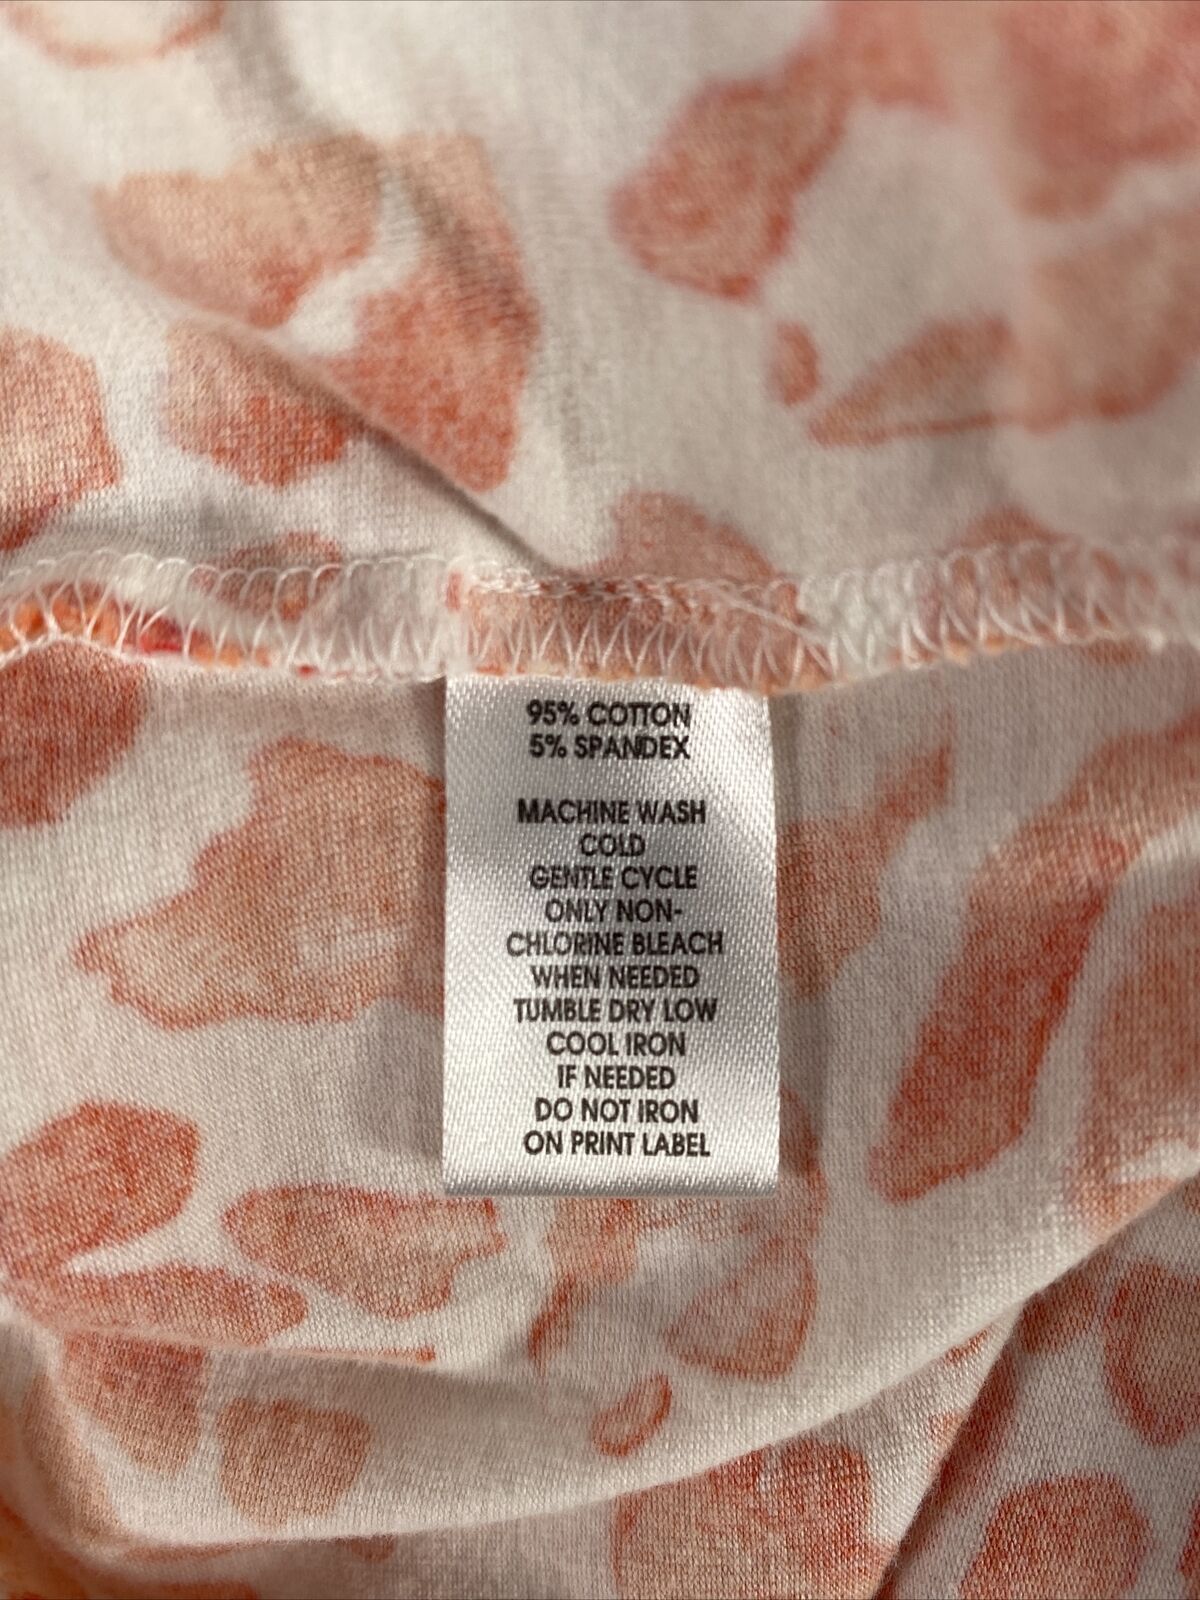 95% COTTON
5% SPANDEX
MACHINE WASH
COLD
GENTLE CYCLE
ONLY NON-
CHLORINE BLEACH
WHEN NEEDED
TUMBLE DRY LOW
COOL IRON
IF NEEDED
DO NOT IRON
ON PRINT LABEL